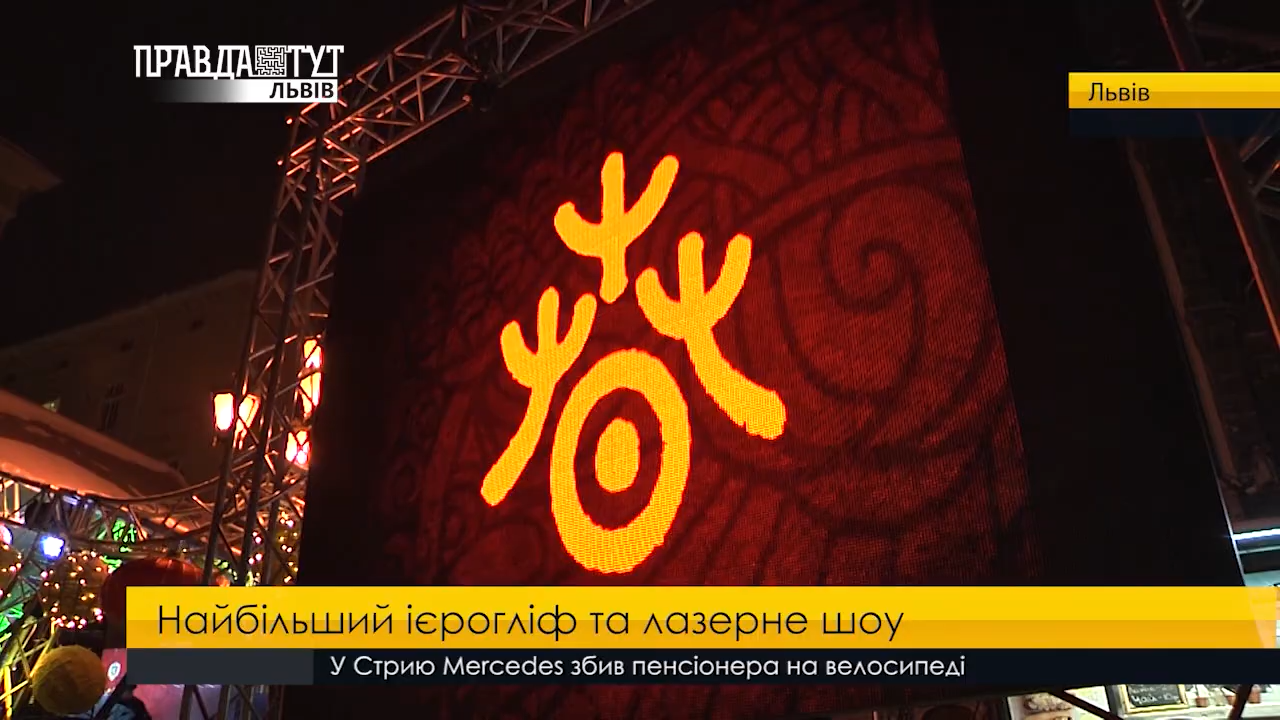 ПРАВДА ТУТ
ЛЬВІВ
Львів
Найбільший ієрогліф та лазерне шоу
У Стрию Mercedes збив пенсіонера на велосипеді